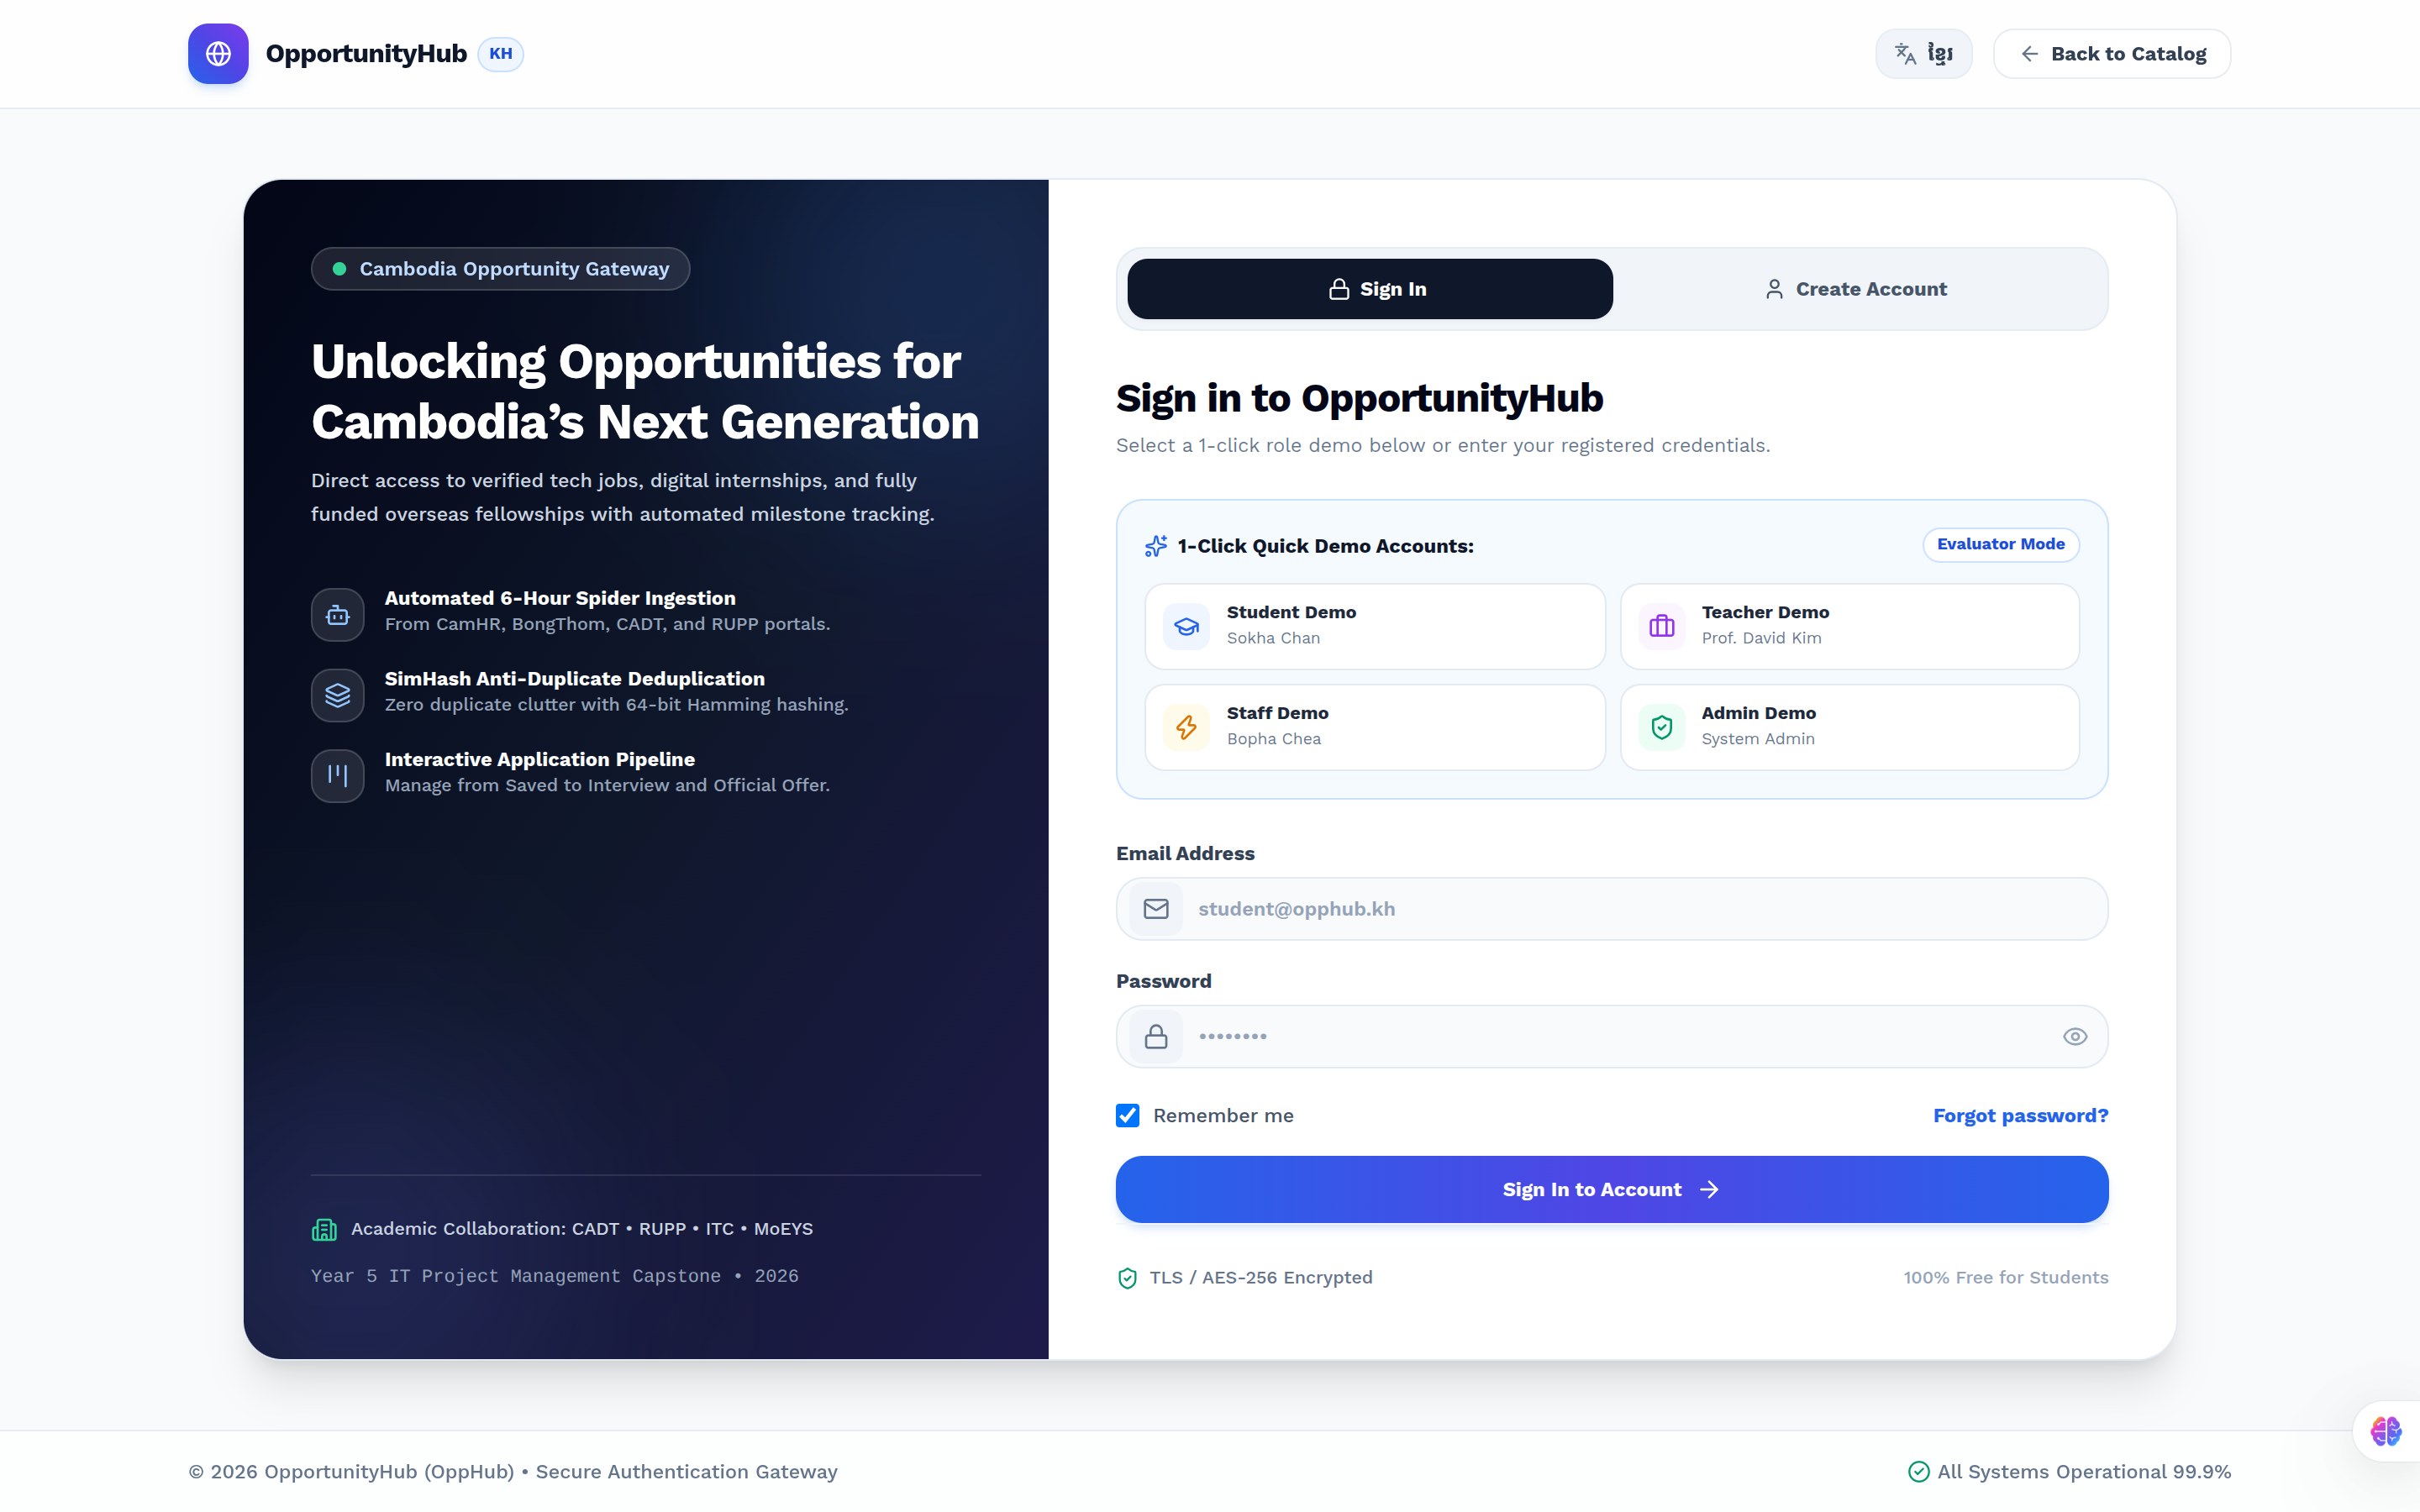 OpportunityHub KH
ខ្មែរ
Back to Catalog
Cambodia Opportunity Gateway
Unlocking Opportunities for
Cambodia’s Next Generation
Direct access to verified tech jobs, digital internships, and fully
funded overseas fellowships with automated milestone tracking.
Automated 6-Hour Spider Ingestion
From CamHR, BongThom, CADT, and RUPP portals.
SimHash Anti-Duplicate Deduplication
Zero duplicate clutter with 64-bit Hamming hashing.
Interactive Application Pipeline
Manage from Saved to Interview and Official Offer.
Academic Collaboration: CADT • RUPP • ITC • MoEYS
Year 5 IT Project Management Capstone • 2026
Sign In
Create Account
Sign in to OpportunityHub
Select a 1-click role demo below or enter your registered credentials.
1-Click Quick Demo Accounts:
Evaluator Mode
Student Demo
Sokha Chan
Teacher Demo
Prof. David Kim
Staff Demo
Bopha Chea
Admin Demo
System Admin
Email Address
student@opphub.kh
Password
••••••••
Remember me
Forgot password?
Sign In to Account
TLS / AES-256 Encrypted
100% Free for Students
© 2026 OpportunityHub (OppHub) • Secure Authentication Gateway
All Systems Operational 99.9%